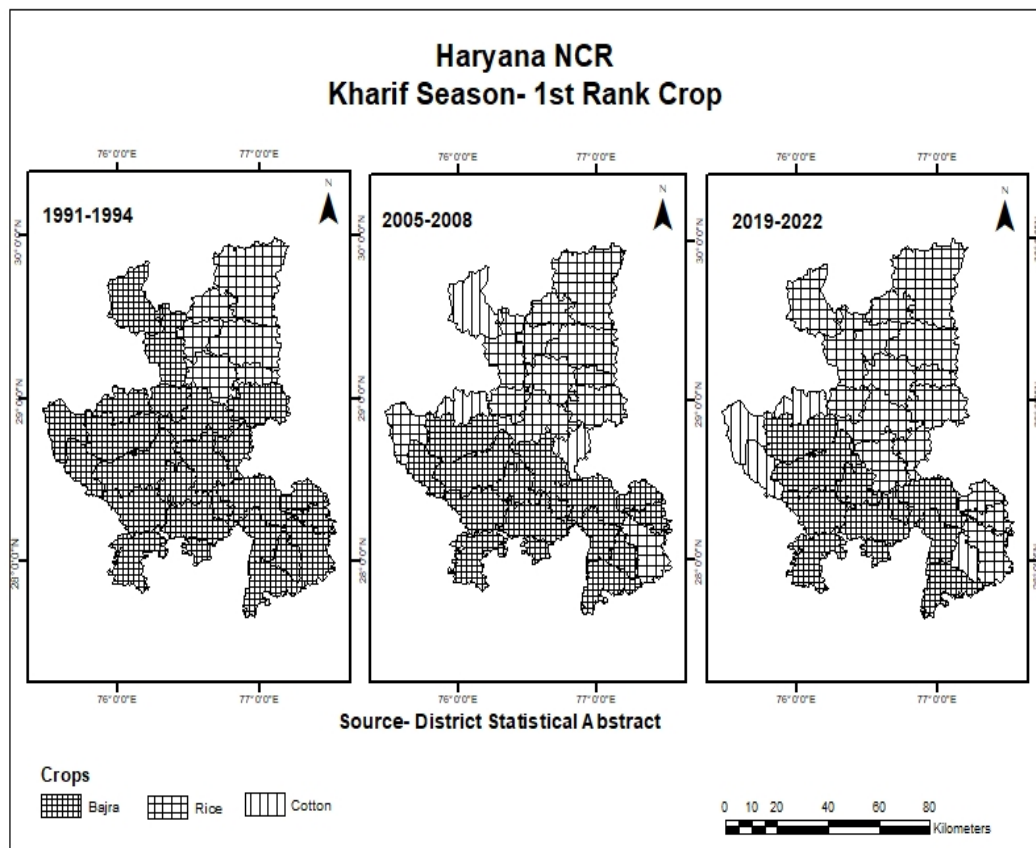 Haryana NCR
Kharif Season- 1st Rank Crop
76°0'0"E 77°0'0"E 76°0'0"E 77°0'0"E 76°0'0"E 77°0'0"E
1991-1994
N
2005-2008
N
2019-2022
N
30°0'0"N 30°0'0"N 30°0'0"N
29°0'0"N 29°0'0"N 29°0'0"N
28°0'0"N 28°0'0"N 28°0'0"N
76°0'0"E 77°0'0"E 76°0'0"E 77°0'0"E 76°0'0"E 77°0'0"E
Source- District Statistical Abstract
Crops
Bajra Rice Cotton
0 10 20 40 60 80
Kilometers